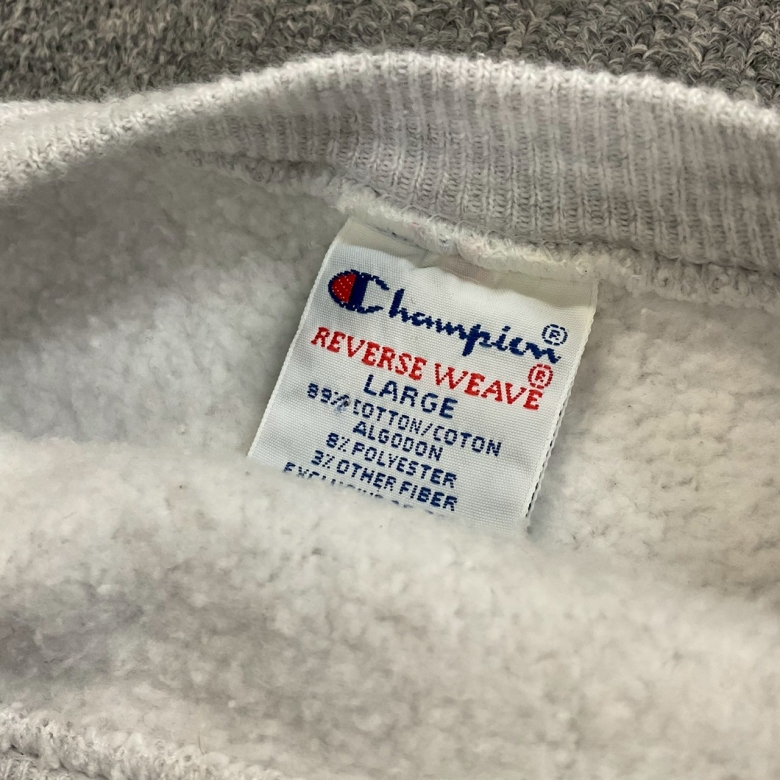 Champion®
REVERSE WEAVE®
LARGE
89% COTTON/COTON
ALGODON
8% POLYESTER
3% OTHER FIBER